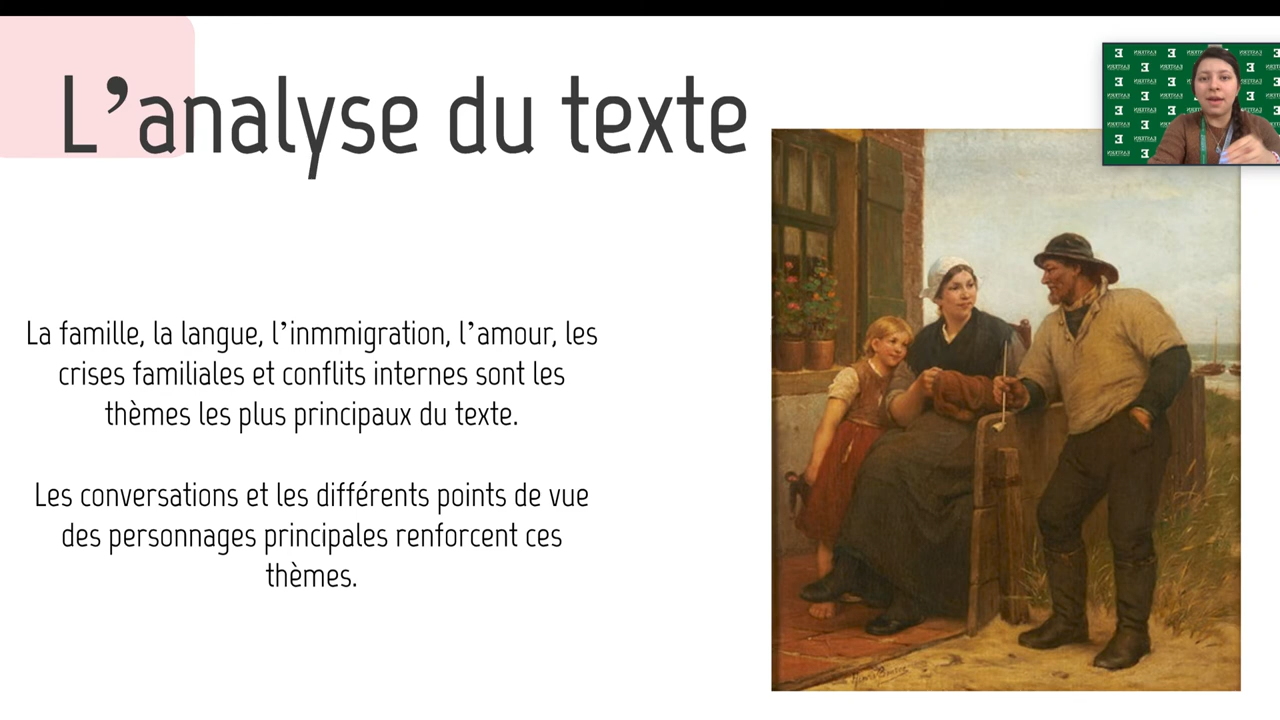 L’analyse du texte
La famille, la langue, l’inmmigration, l’amour, les
crises familiales et conflits internes sont les
thèmes les plus principaux du texte.
Les conversations et les différents points de vue
des personnages principales renforcent ces
thèmes.